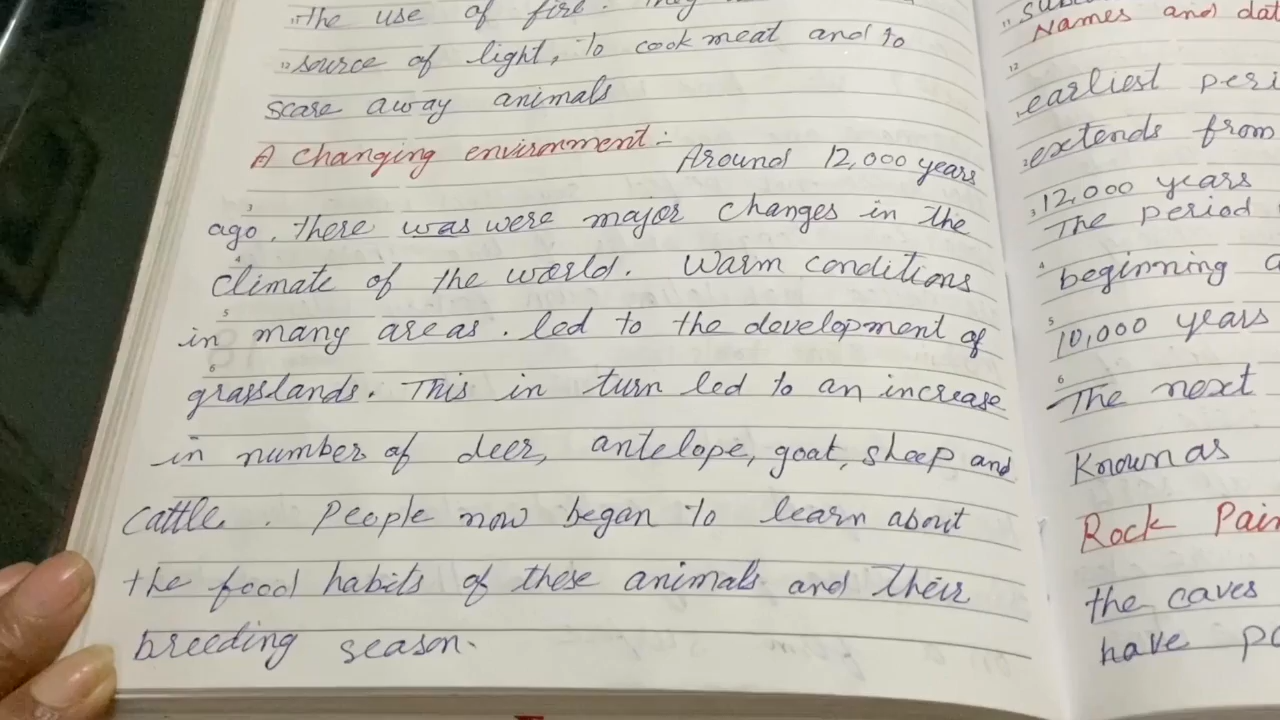 the use of fire. They
source of light, to cook meat and to
scare away animals
A changing environment:- Around 12,000 years
ago, there was were major changes in the
climate of the world. Warm conditions
in many areas. led to the development of
grasslands. This in turn led to an increase
in number of deer, antelope, goat, sheep and
cattle. People now began to learn about
the food habits of these animals and their
breeding season.
Names and dat
earliest peri
extends from
12,000 years
The period
beginning a
10,000 years
The next
Known as
Rock Pain
the caves
have pa